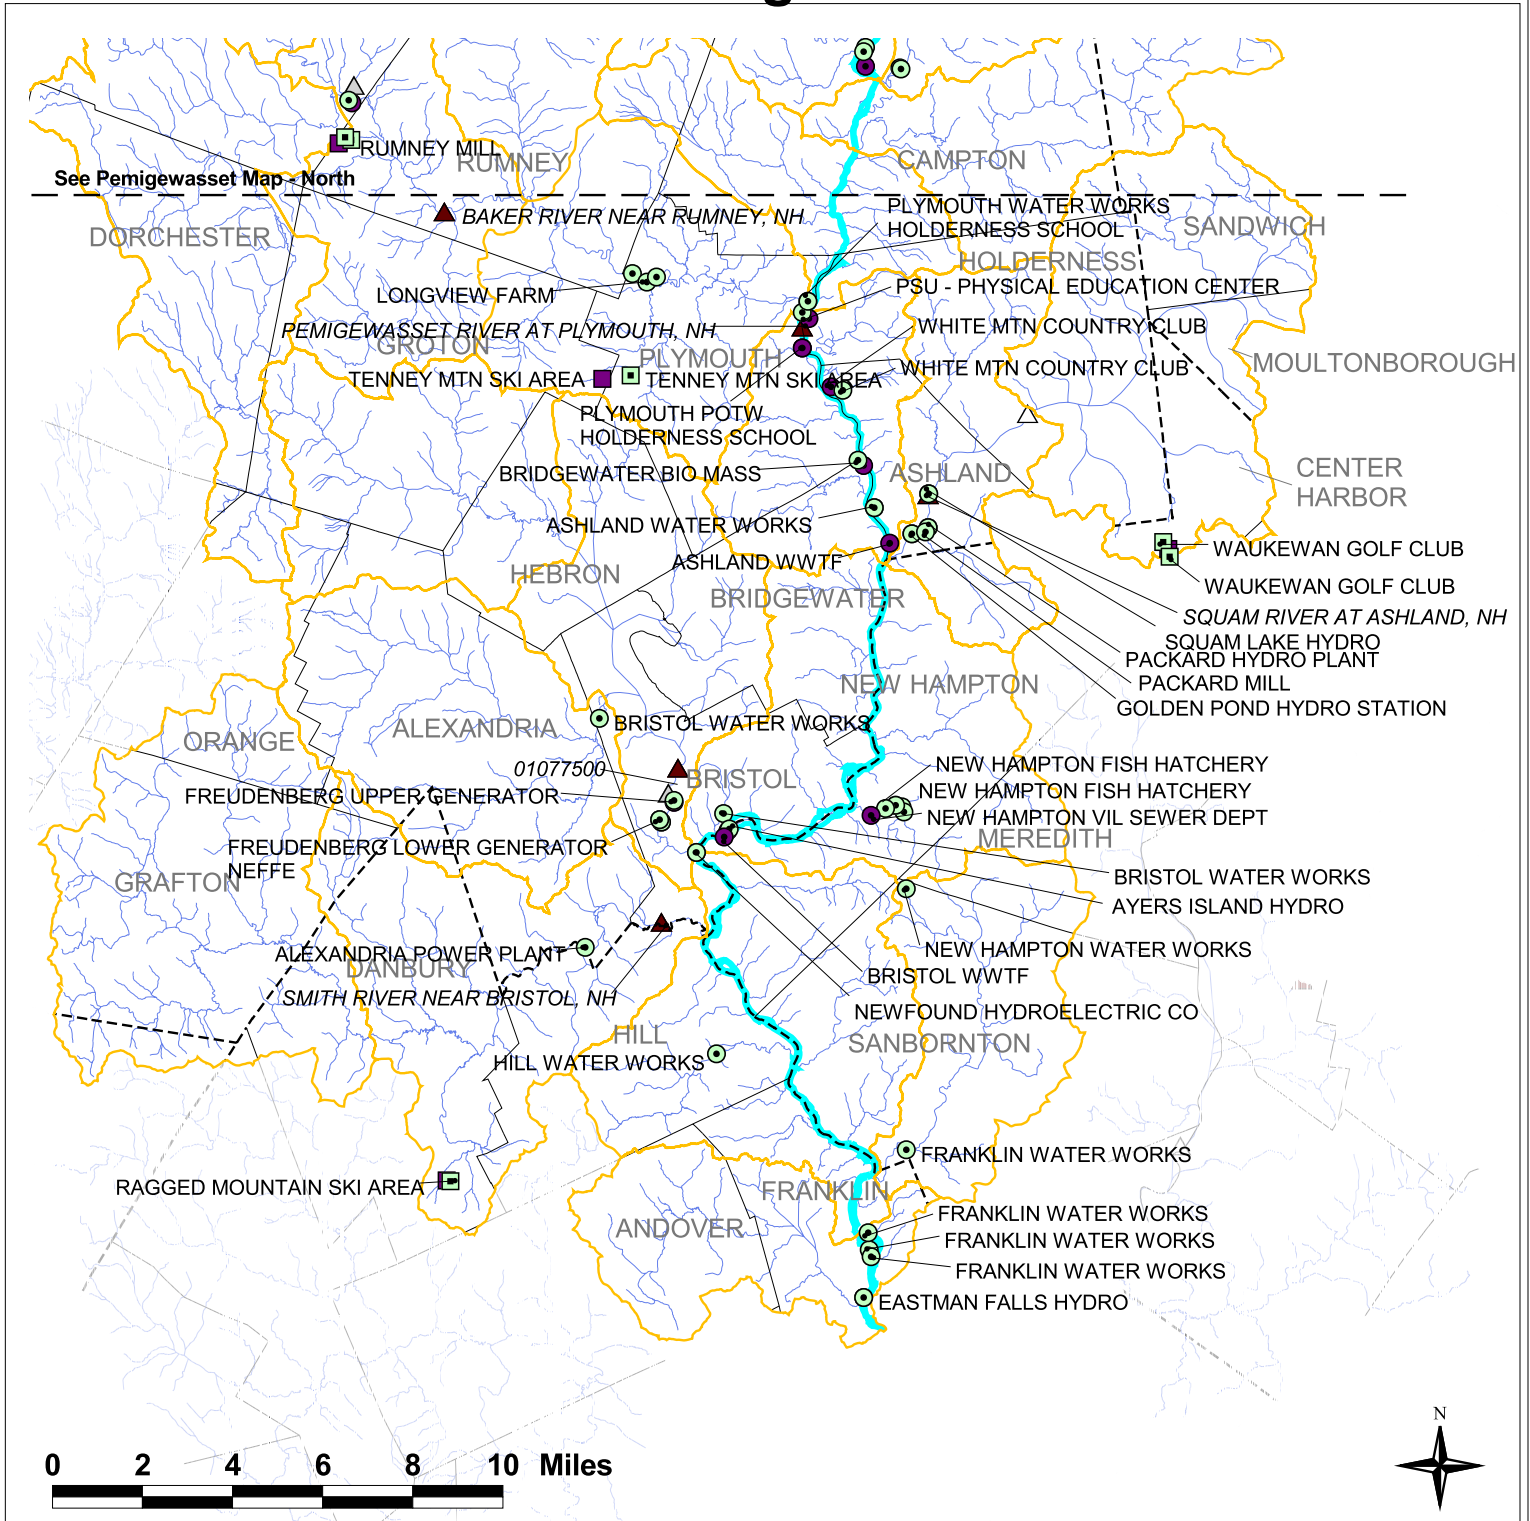 RUMNEY MILL
RUMNEY
CAMPTON
See Pemigewasset Map - North
BAKER RIVER NEAR RUMNEY, NH
PLYMOUTH WATER WORKS
HOLDERNESS SCHOOL
SANDWICH
DORCHESTER
HOLDERNESS
LONGVIEW FARM
PSU - PHYSICAL EDUCATION CENTER
PEMIGEWASSET RIVER AT PLYMOUTH, NH
WHITE MTN COUNTRY CLUB
GROTON
PLYMOUTH
MOULTONBOROUGH
WHITE MTN COUNTRY CLUB
TENNEY MTN SKI AREA
TENNEY MTN SKI AREA
PLYMOUTH POTW
HOLDERNESS SCHOOL
BRIDGEWATER BIO MASS
ASHLAND
CENTER
HARBOR
ASHLAND WATER WORKS
WAUKEWAN GOLF CLUB
ASHLAND WWTF
HEBRON
WAUKEWAN GOLF CLUB
BRIDGEWATER
SQUAM RIVER AT ASHLAND, NH
SQUAM LAKE HYDRO
PACKARD HYDRO PLANT
PACKARD MILL
NEW HAMPTON
GOLDEN POND HYDRO STATION
BRISTOL WATER WORKS
ALEXANDRIA
ORANGE
01077500
BRISTOL
NEW HAMPTON FISH HATCHERY
FREUDENBERG UPPER GENERATOR
NEW HAMPTON FISH HATCHERY
NEW HAMPTON VIL SEWER DEPT
MEREDITH
FREUDENBERG LOWER GENERATOR
NEFFE
GRAFTON
BRISTOL WATER WORKS
AYERS ISLAND HYDRO
NEW HAMPTON WATER WORKS
ALEXANDRIA POWER PLANT
DANBURY
BRISTOL WWTF
SMITH RIVER NEAR BRISTOL, NH
NEWFOUND HYDROELECTRIC CO
HILL
SANBORNTON
HILL WATER WORKS
FRANKLIN WATER WORKS
RAGGED MOUNTAIN SKI AREA
FRANKLIN
FRANKLIN WATER WORKS
ANDOVER
FRANKLIN WATER WORKS
FRANKLIN WATER WORKS
EASTMAN FALLS HYDRO
N
0 2 4 6 8 10 Miles